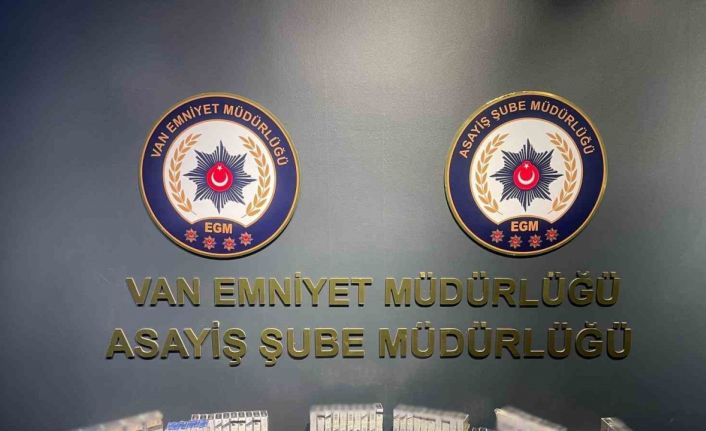 VAN EMNİYET MÜDÜRLÜĞÜ
EGM
ASAYİŞ ŞUBE MÜDÜRLÜĞÜ
EGM
VAN EMNİYET MÜDÜRLÜĞÜ
ASAYİŞ ŞUBE MÜDÜRLÜĞÜ